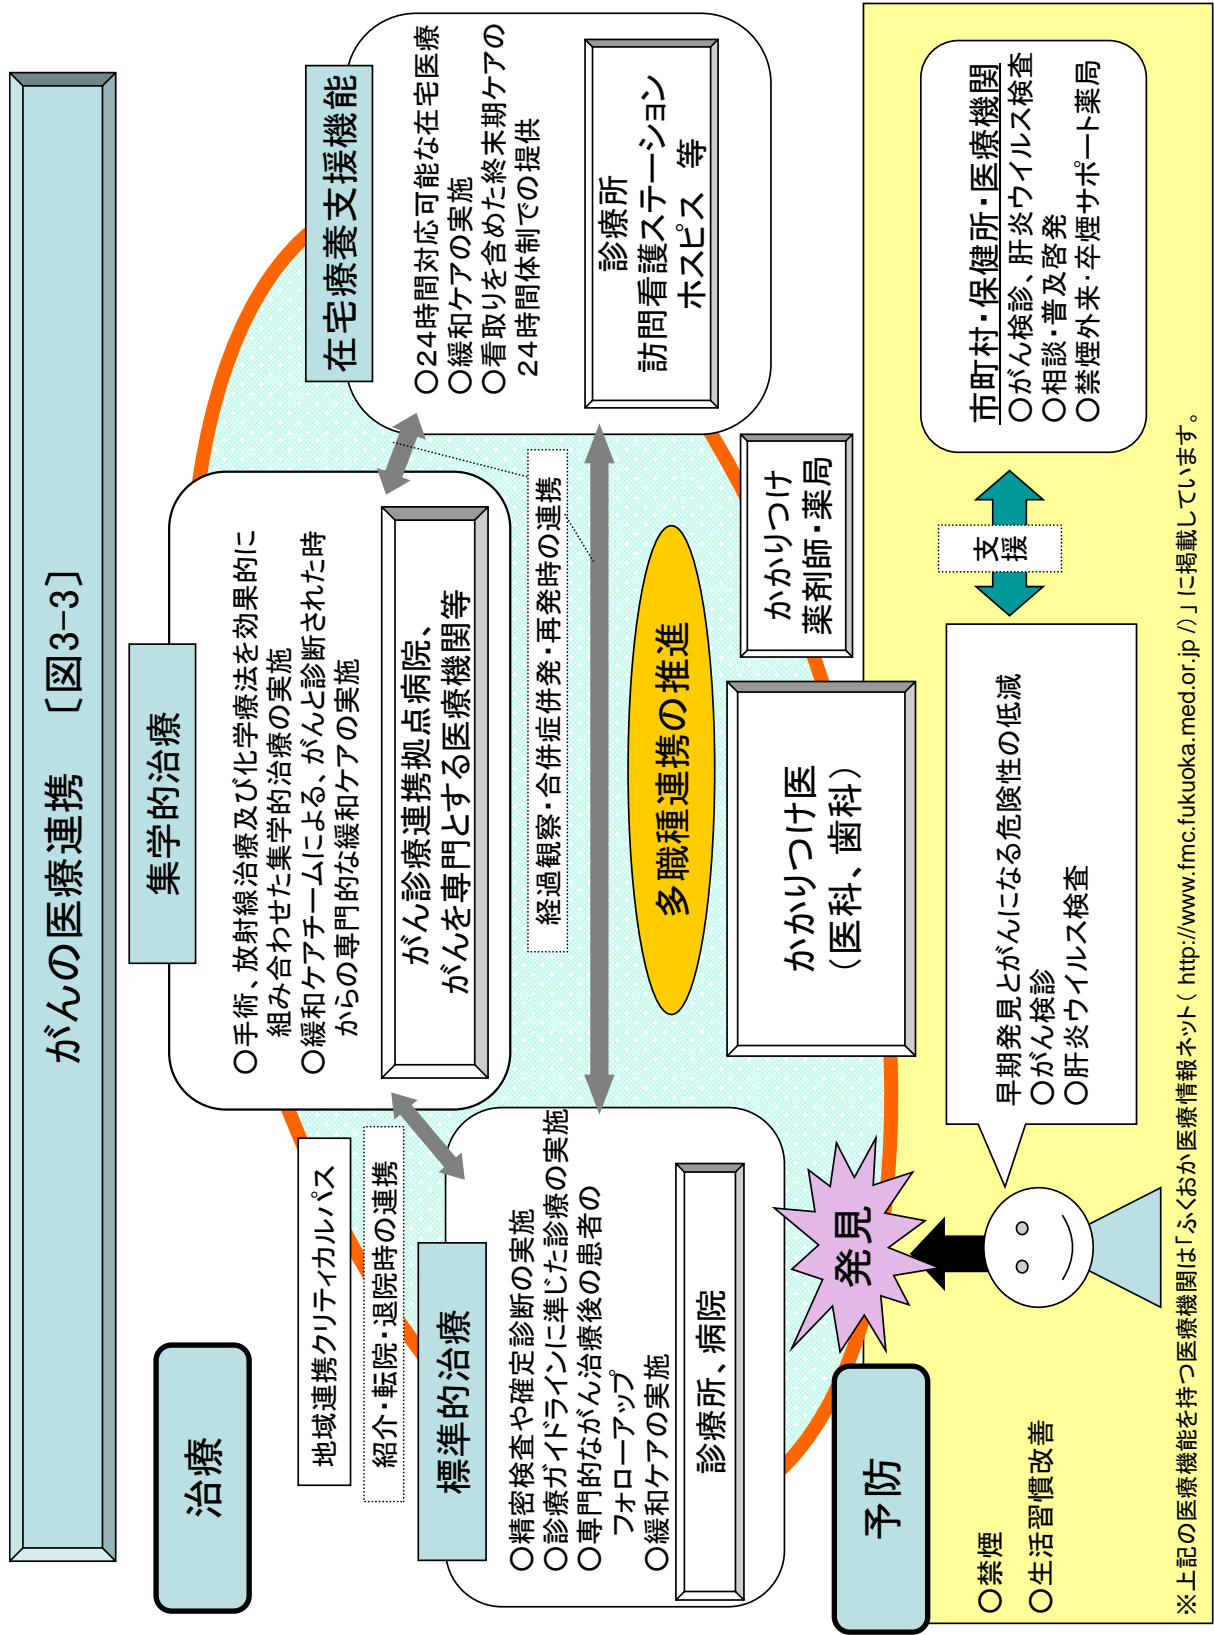 がんの医療連携 〔図3-3〕
治療
集学的治療
○手術、放射線治療及び化学療法を効果的に
組み合わせた集学的治療の実施
○緩和ケアチームによる、がんと診断された時
からの専門的な緩和ケアの実施
がん診療連携拠点病院、
がんを専門とする医療機関等
地域連携クリティカルパス
紹介・転院・退院時の連携
標準的治療
○精密検査や確定診断の実施
○診療ガイドラインに準じた診療の実施
○専門的ながん治療後の患者の
フォローアップ
○緩和ケアの実施
診療所、病院
経過観察・合併症併発・再発時の連携
在宅療養支援機能
○24時間対応可能な在宅医療
○緩和ケアの実施
○看取りを含めた終末期ケアの
24時間体制での提供
診療所
訪問看護ステーション
ホスピス 等
多職種連携の推進
かかりつけ医
(医科、歯科)
かかりつけ
薬剤師・薬局
発見
予防
○禁煙
○生活習慣改善
早期発見とがんになる危険性の低減
○がん検診
○肝炎ウイルス検査
支援
市町村・保健所・医療機関
○がん検診、肝炎ウイルス検査
○相談・普及啓発
○禁煙外来・卒煙サポート薬局
※上記の医療機能を持つ医療機関は「ふくおか医療情報ネット( http://www.fmc.fukuoka.med.or.jp /)」に掲載しています。